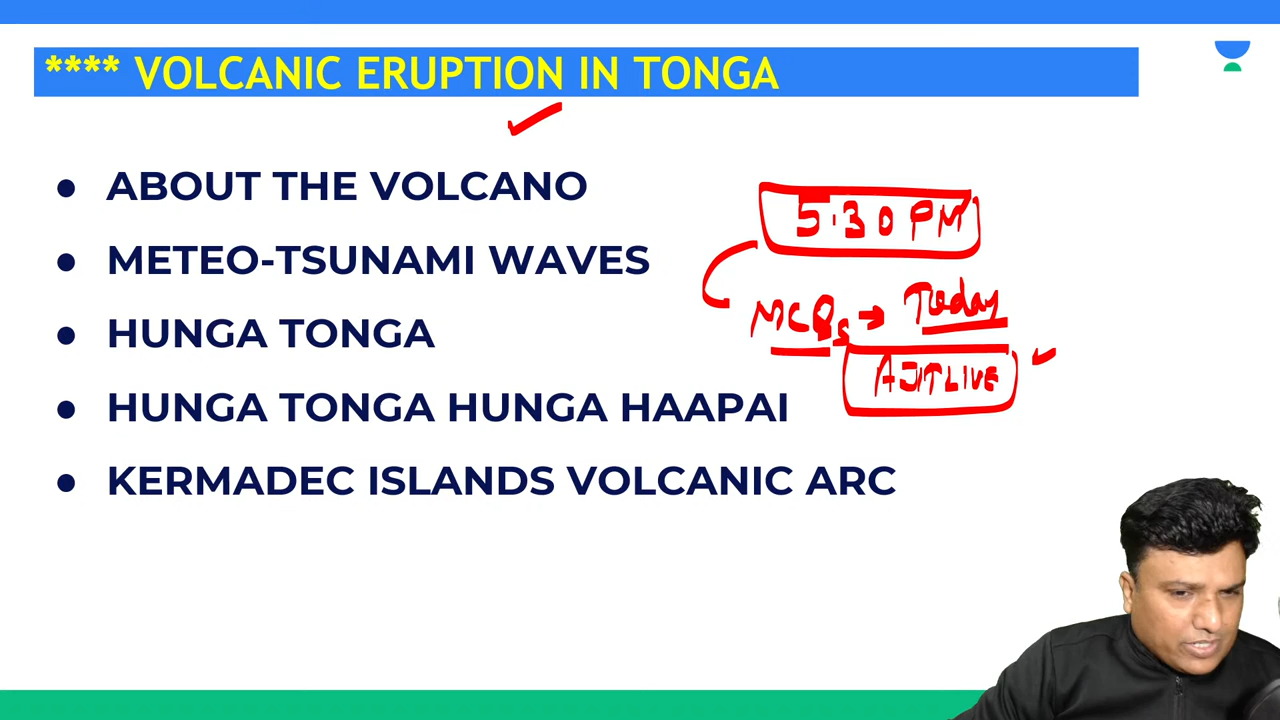 **** VOLCANIC ERUPTION IN TONGA
● ABOUT THE VOLCANO
● METEO-TSUNAMI WAVES
● HUNGA TONGA
● HUNGA TONGA HUNGA HAAPAI
● KERMADEC ISLANDS VOLCANIC ARC
5:30 PM
MCQs → Today
AJITLIVE